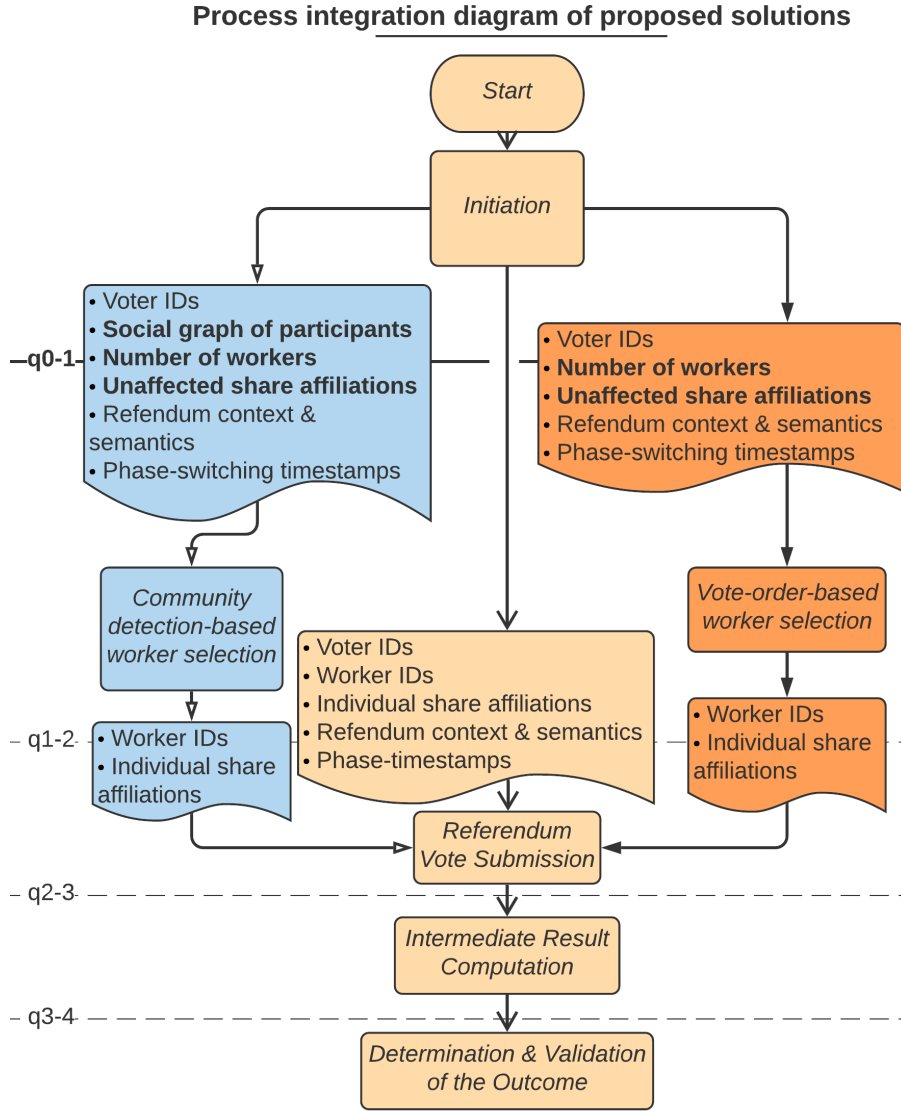 Process integration diagram of proposed solutions
Start
Initiation
q0-1
• Voter IDs
• Social graph of participants
• Number of workers
• Unaffected share affiliations
• Refendum context &
semantics
• Phase-switching timestamps
• Voter IDs
• Number of workers
• Unaffected share affiliations
• Refendum context & semantics
• Phase-switching timestamps
Community
detection-based
worker selection
Vote-order-based
worker selection
• Voter IDs
• Worker IDs
• Individual share affiliations
• Refendum context & semantics
• Phase-timestamps
q1-2
• Worker IDs
• Individual share
affiliations
• Worker IDs
• Individual share
affiliations
Referendum
Vote Submission
q2-3
Intermediate Result
Computation
q3-4
Determination & Validation
of the Outcome